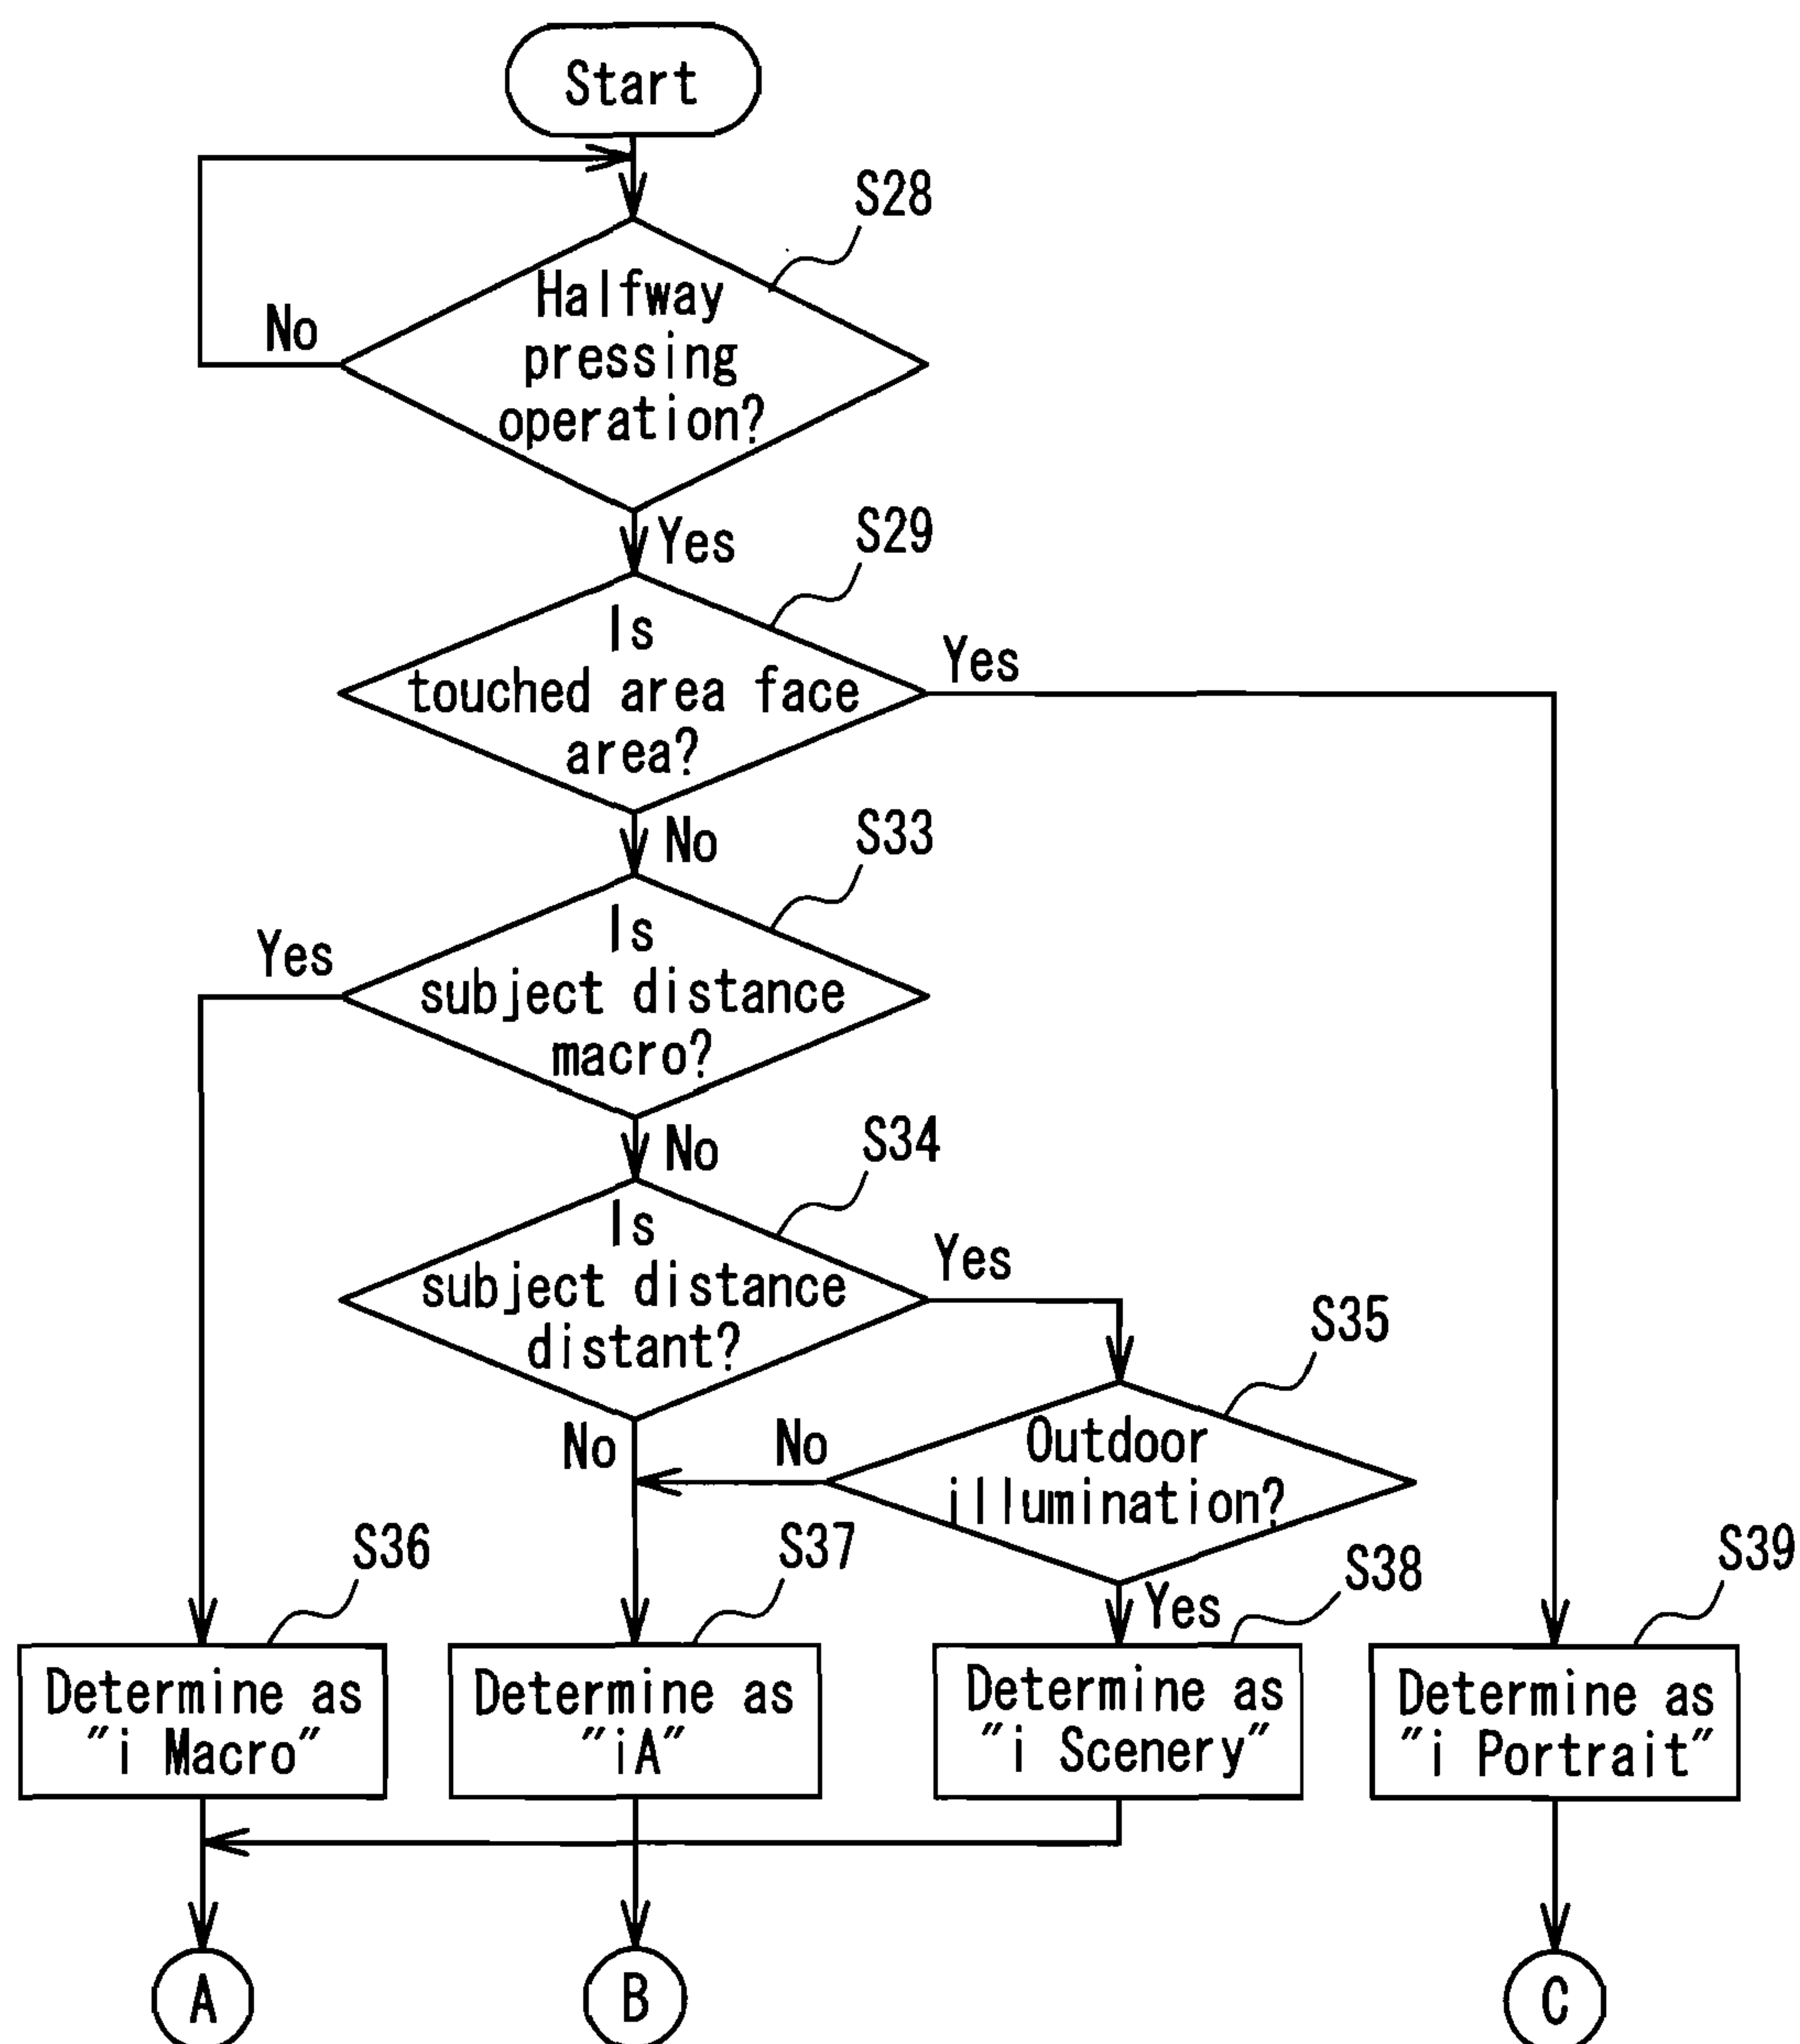 Start
S28
Halfway
pressing
operation?
No
Yes
S29
Is
touched area face
area?
Yes
No
S33
Is
subject distance
macro?
Yes
No
S34
Is
subject distance
distant?
Yes
No
S35
Outdoor
illumination?
No
Yes
S36
Determine as
"i Macro"
S37
Determine as
"iA"
S38
Determine as
"i Scenery"
S39
Determine as
"i Portrait"
A
B
C